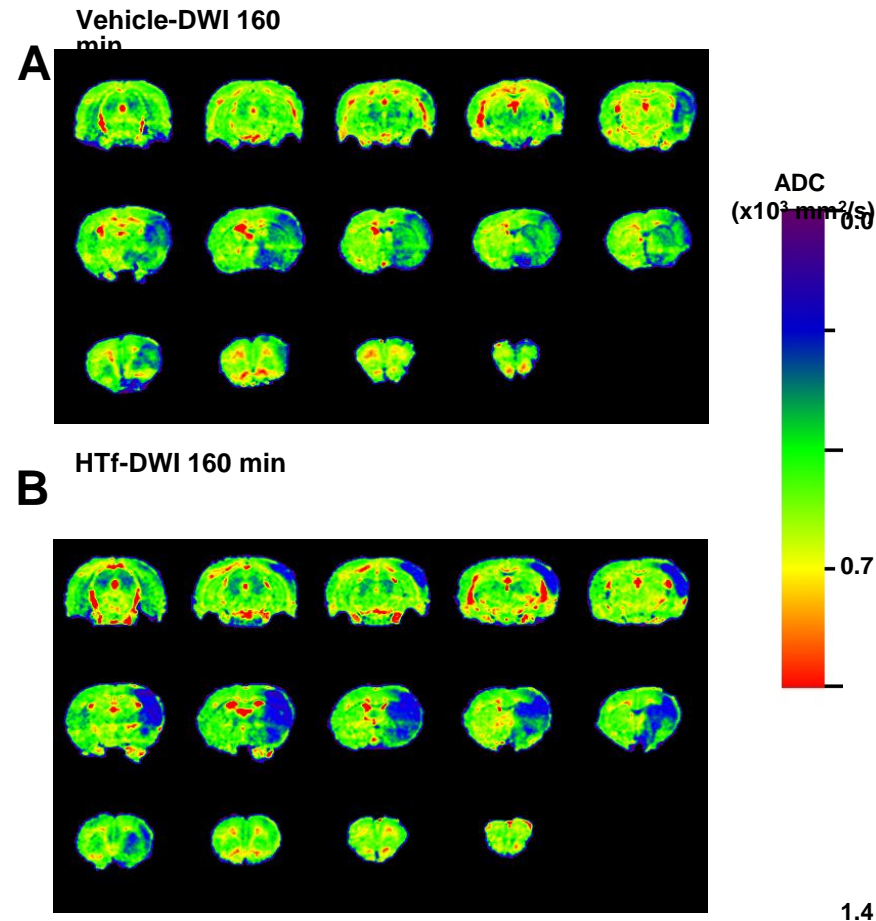 Vehicle-DWI 160
min
A
ADC
(x10³ mm²/s)
0.0
HTf-DWI 160 min
B
0.7
1.4